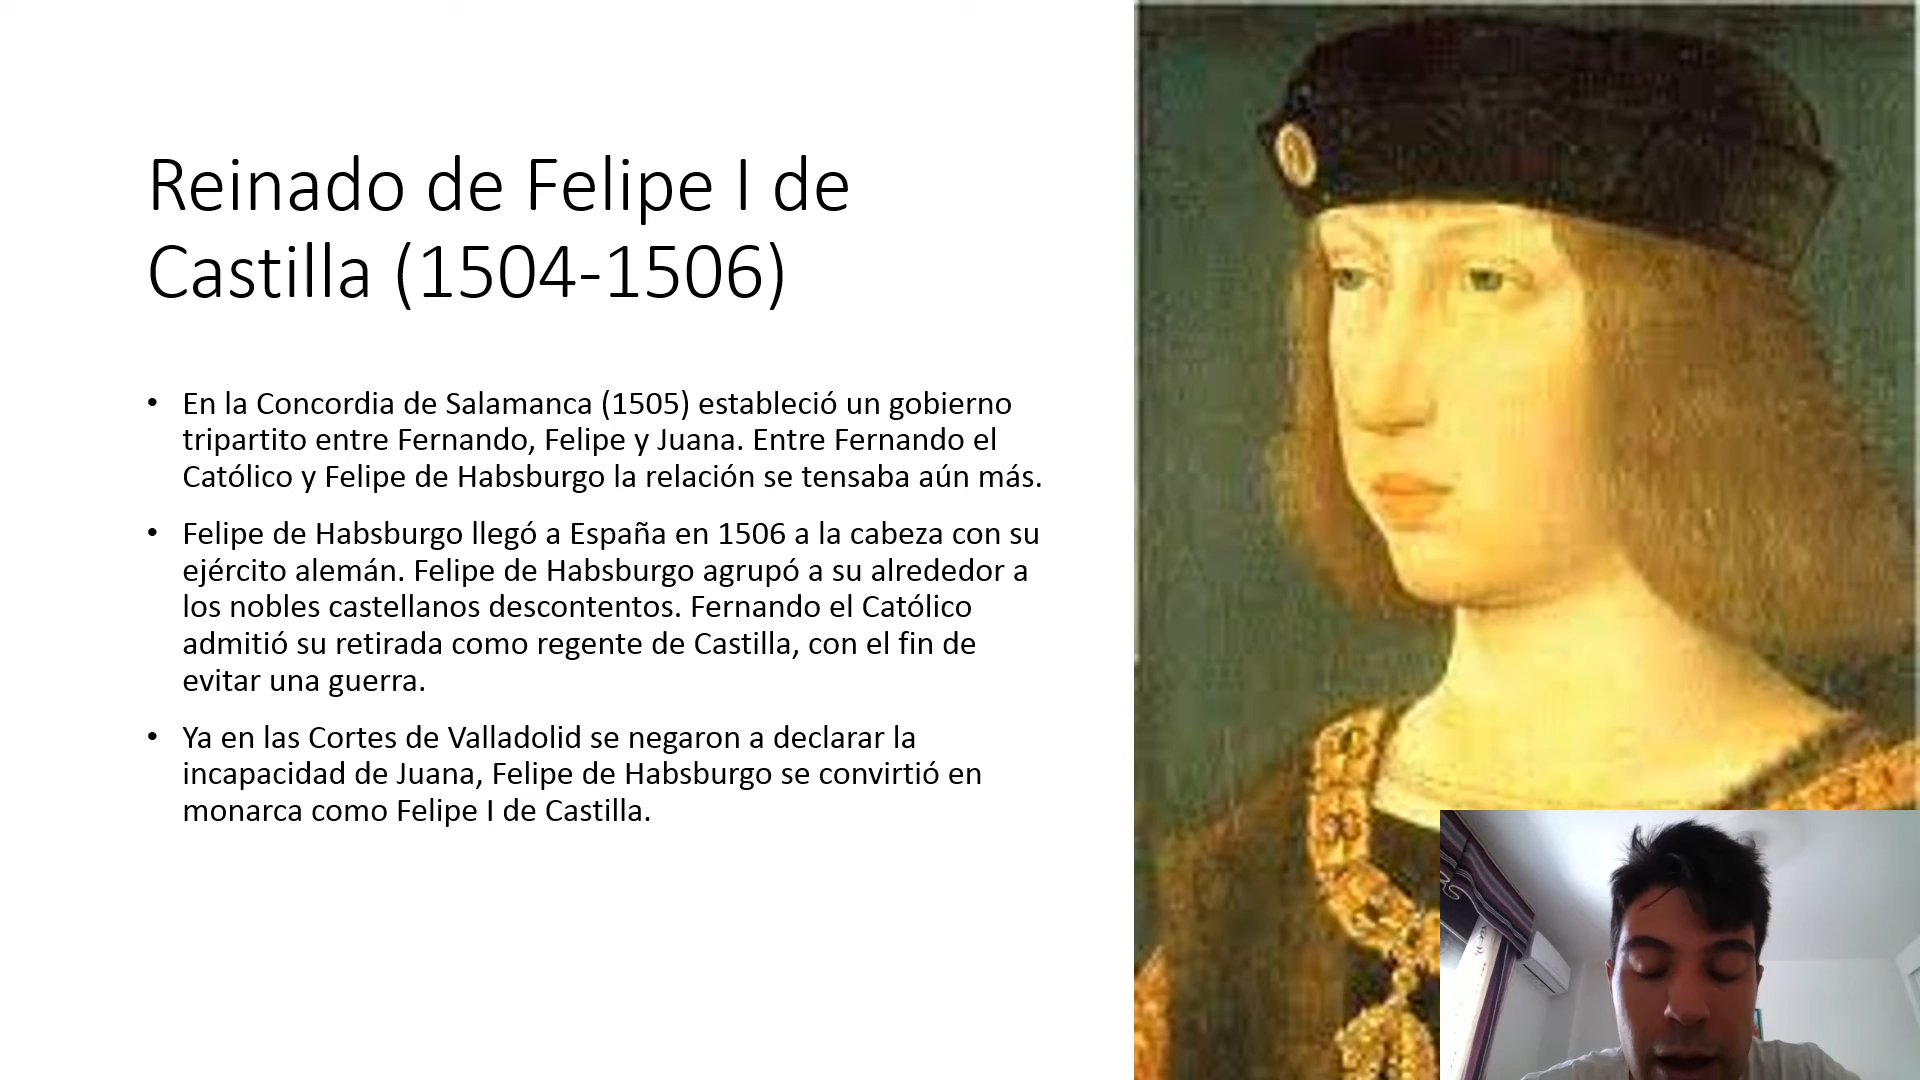 Reinado de Felipe I de
Castilla (1504-1506)
• En la Concordia de Salamanca (1505) estableció un gobierno
tripartito entre Fernando, Felipe y Juana. Entre Fernando el
Católico y Felipe de Habsburgo la relación se tensaba aún más.
• Felipe de Habsburgo llegó a España en 1506 a la cabeza con su
ejército alemán. Felipe de Habsburgo agrupó a su alrededor a
los nobles castellanos descontentos. Fernando el Católico
admitió su retirada como regente de Castilla, con el fin de
evitar una guerra.
• Ya en las Cortes de Valladolid se negaron a declarar la
incapacidad de Juana, Felipe de Habsburgo se convirtió en
monarca como Felipe I de Castilla.